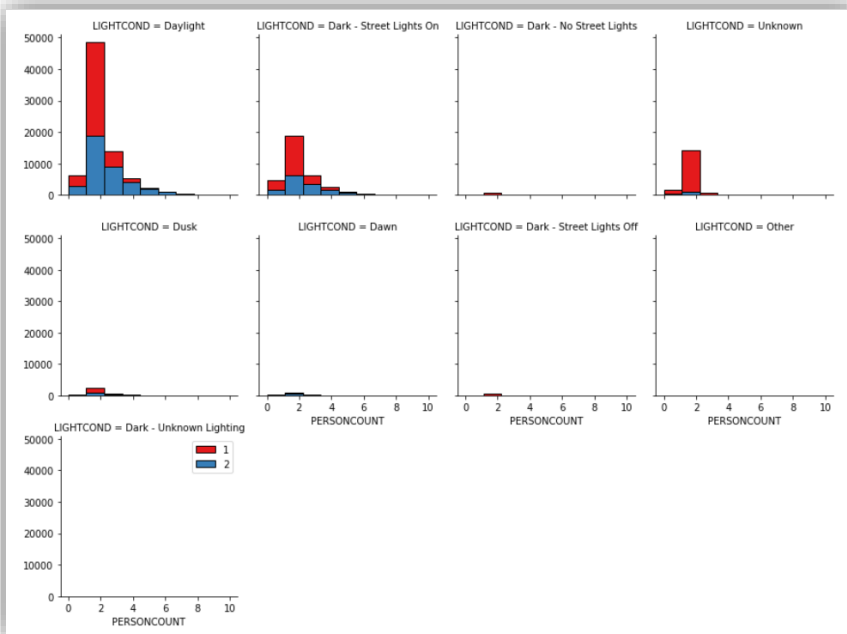 LIGHTCOND = Daylight
LIGHTCOND = Dark - Street Lights On
LIGHTCOND = Dark - No Street Lights
LIGHTCOND = Unknown
50000
40000
30000
20000
10000
0
LIGHTCOND = Dusk
LIGHTCOND = Dawn
LIGHTCOND = Dark - Street Lights Off
LIGHTCOND = Other
50000
40000
30000
20000
10000
0
0 2 4 6 8 10
PERSONCOUNT
0 2 4 6 8 10
PERSONCOUNT
0 2 4 6 8 10
PERSONCOUNT
LIGHTCOND = Dark - Unknown Lighting
50000
40000
30000
20000
10000
0
1
2
0 2 4 6 8 10
PERSONCOUNT